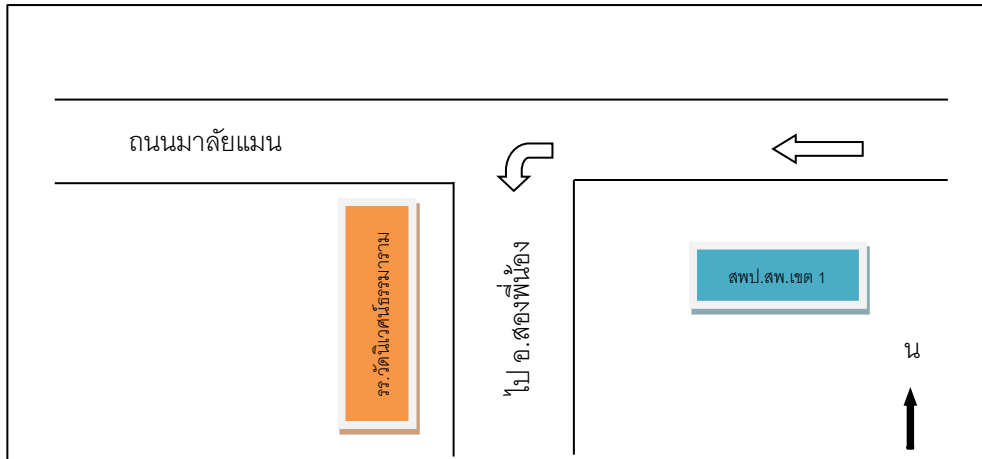 ถนนมาลัยแมน
รร.วัดนิเวศน์ธรรมาราม
ไป อ.สองพี่น้อง
สพป.สพ.เขต 1
น